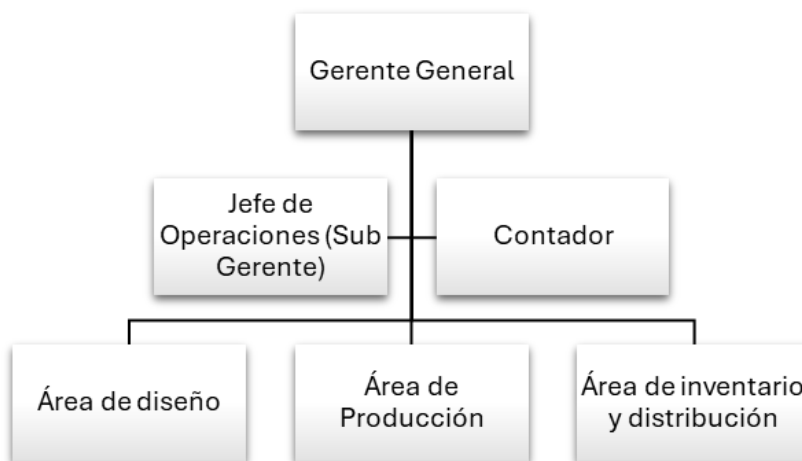 Gerente General
Jefe de
Operaciones (Sub
Gerente)
Contador
Área de diseño
Área de
Producción
Área de inventario
y distribución